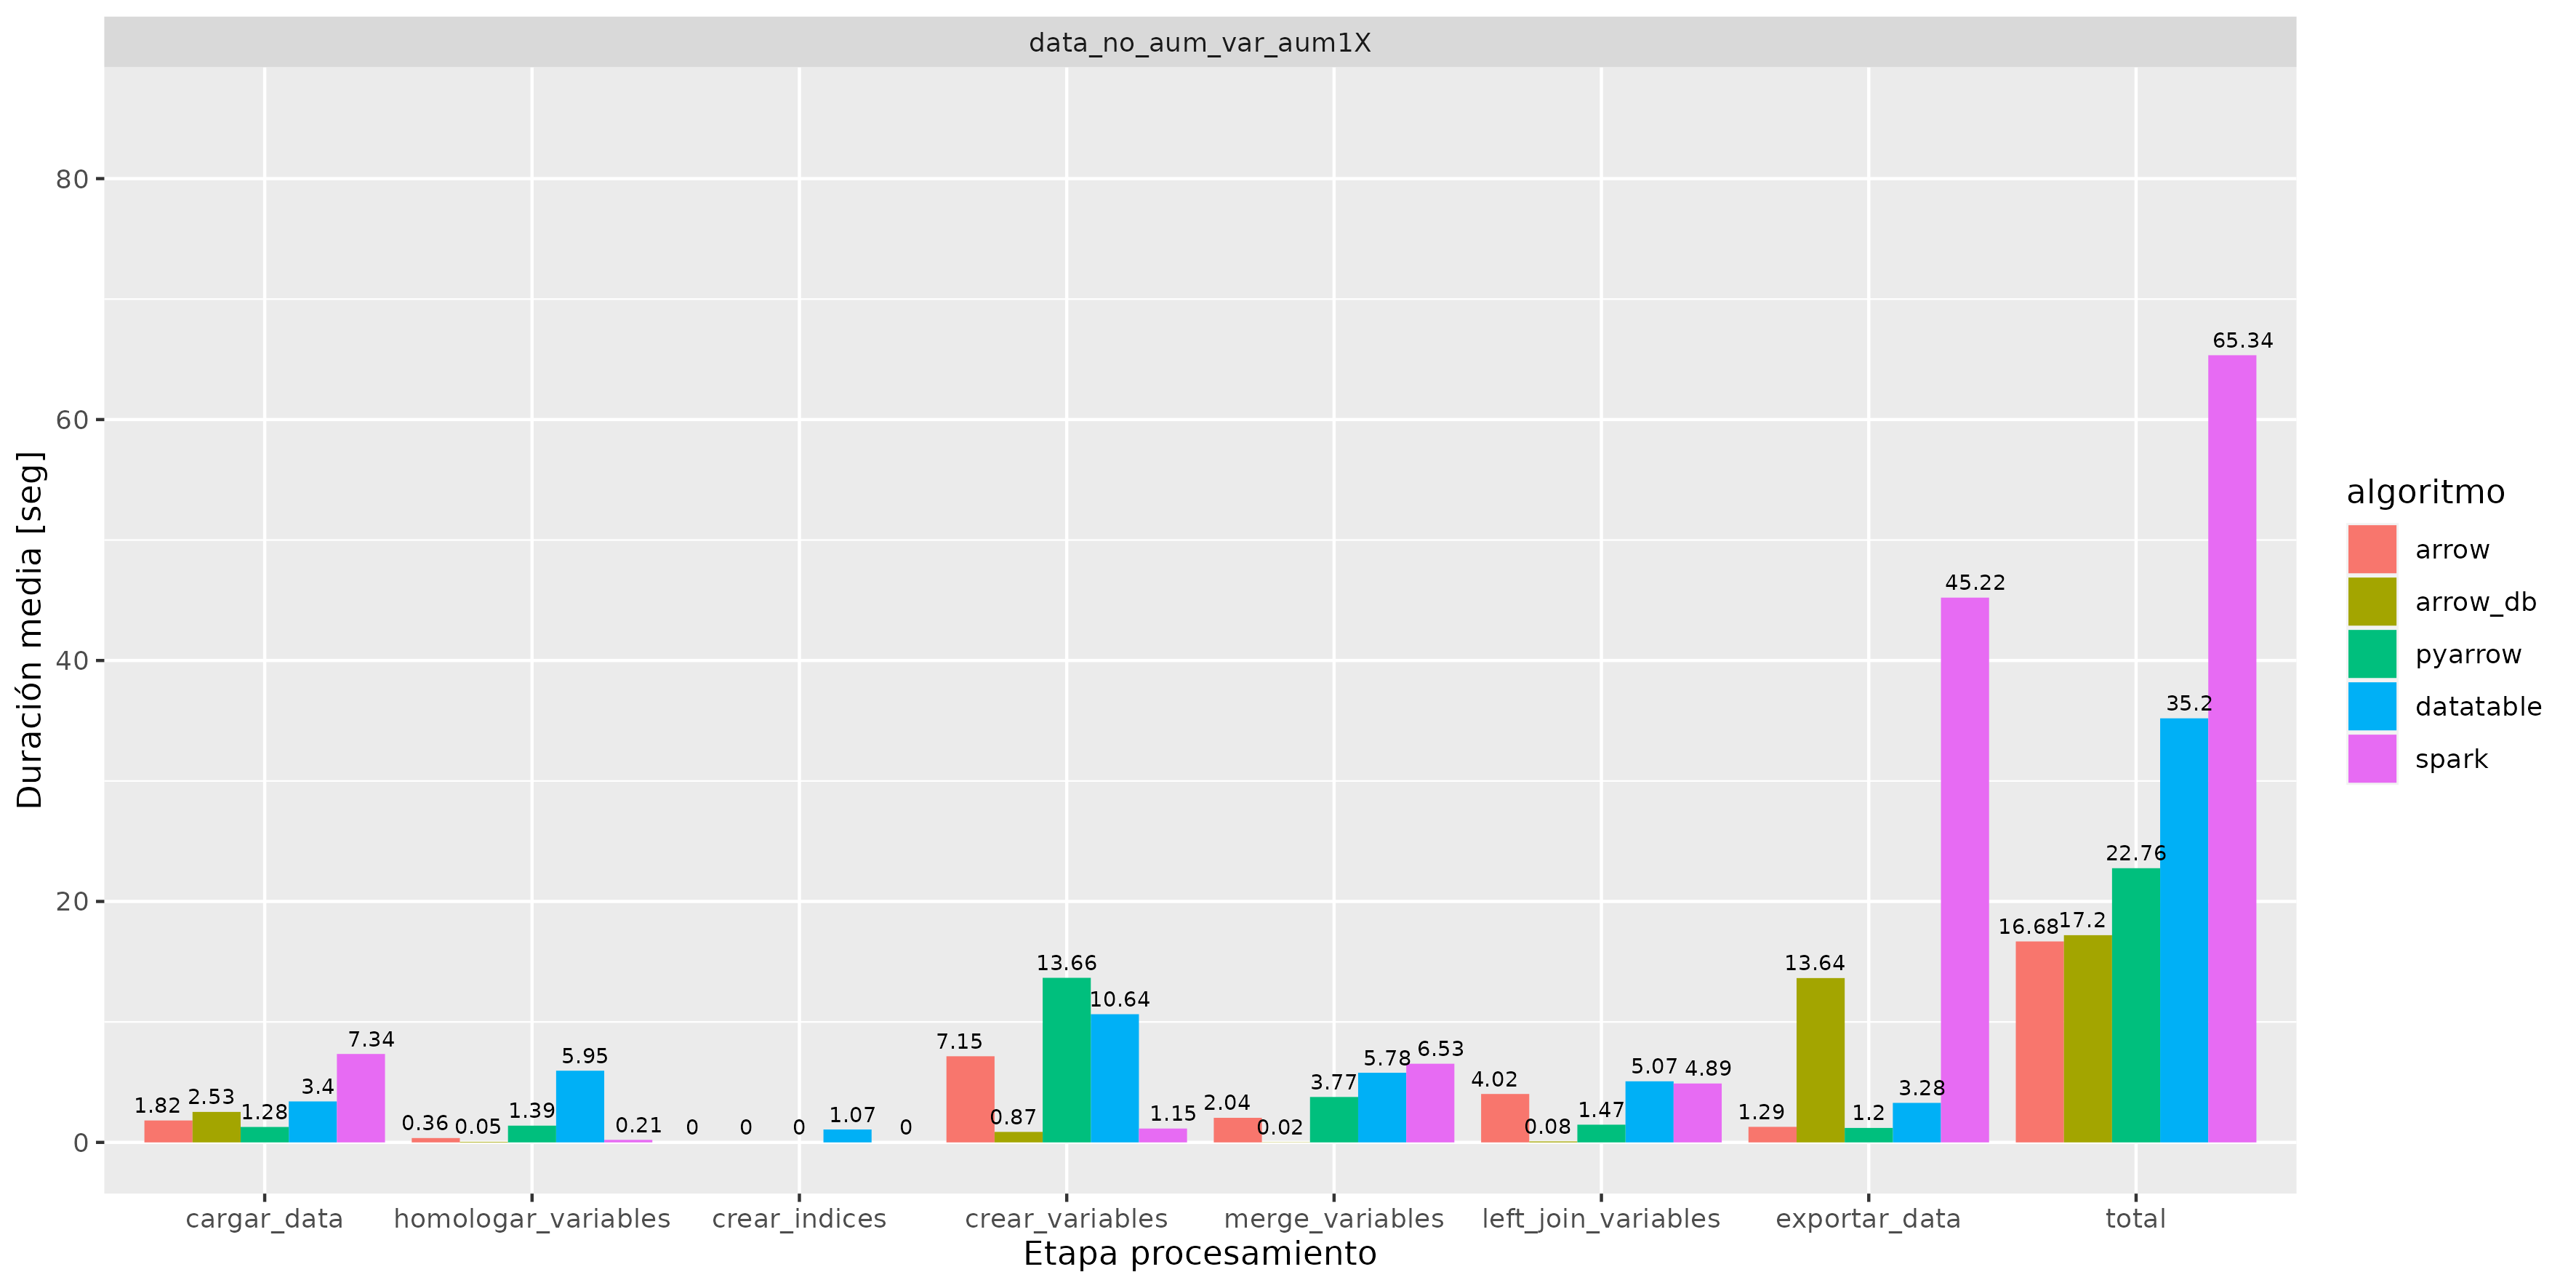 data_no_aum_var_aum1X
Duración media [seg]
80
60
40
20
0
1.82 2.53 1.28 3.4 7.34
0.36 0.05 1.39 5.95 0.21
0 0 0 1.07 0
7.15 0.87 13.66 10.64 1.15
2.04 0.02 3.77 5.78 6.53
4.02 0.08 1.47 5.07 4.89
1.29 13.64 1.2 3.28 45.22
16.68 17.2 22.76 35.2 65.34
cargar_data homologar_variables crear_indices crear_variables merge_variables left_join_variables exportar_data total
Etapa procesamiento
algoritmo
arrow
arrow_db
pyarrow
datatable
spark